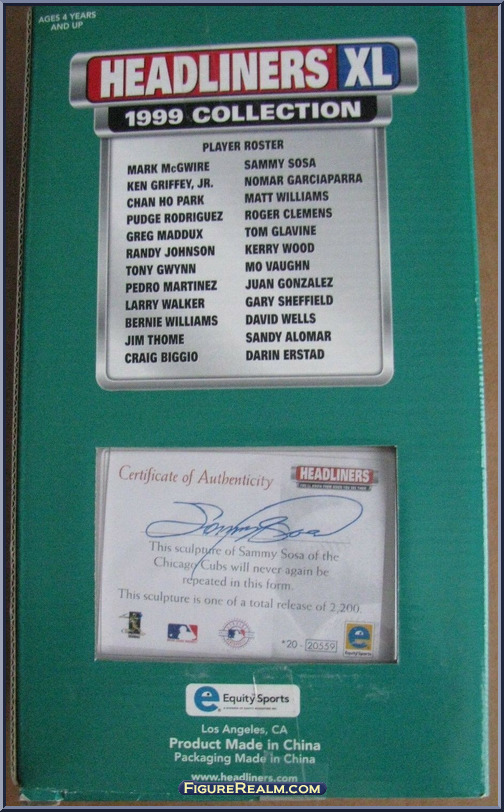 AGES 4 YEARS
AND UP
HEADLINERS XL
1999 COLLECTION
PLAYER ROSTER
MARK McGWIRE
KEN GRIFFEY, JR.
CHAN HO PARK
PUDGE RODRIGUEZ
GREG MADDUX
RANDY JOHNSON
TONY GWYNN
PEDRO MARTINEZ
LARRY WALKER
BERNIE WILLIAMS
JIM THOME
CRAIG BIGGIO
SAMMY SOSA
NOMAR GARCIAPARRA
MATT WILLIAMS
ROGER CLEMENS
TOM GLAVINE
KERRY WOOD
MO VAUGHN
JUAN GONZALEZ
GARY SHEFFIELD
DAVID WELLS
SANDY ALOMAR
DARIN ERSTAD
Certificate of Authenticity
HEADLINERS
Sammy Sosa
This sculpture of Sammy Sosa of the
Chicago Cubs will never again be
repeated in this form.
This sculpture is one of a total release of 2,200.
*20 - 20559
Equity Sports
e Equity Sports
Los Angeles, CA
Product Made in China
Packaging Made in China
www.headliners.com
FigureRealm.com